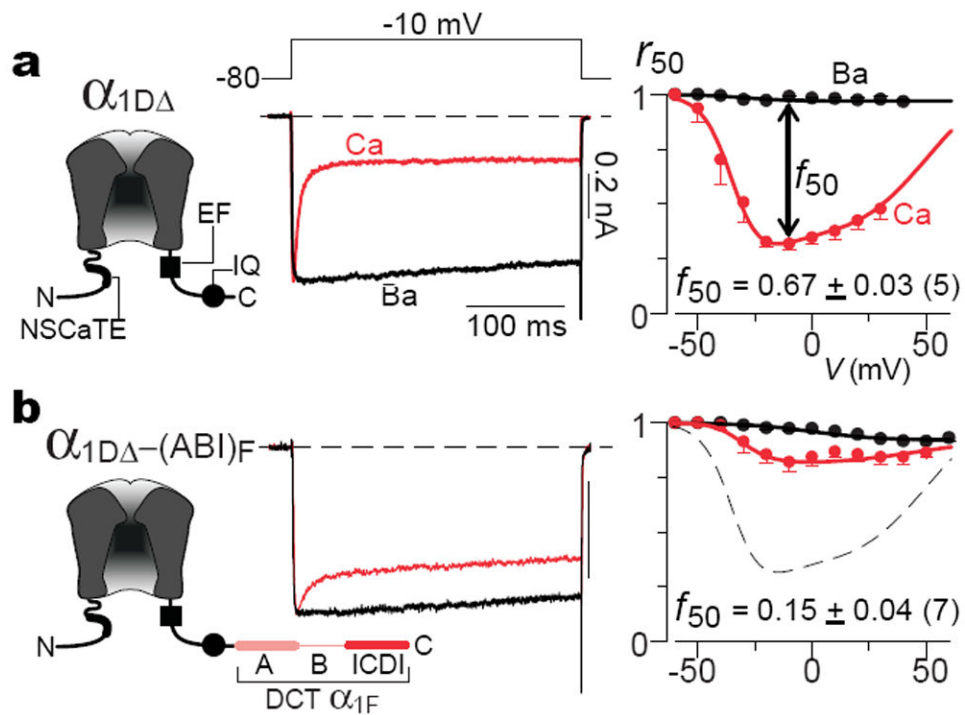 a
α1DΔ
EF
IQ
N
C
NSCaTE
-10 mV
-80
Ca
Ba
0.2 nA
100 ms
r50
Ba
1
f50
Ca
f50 = 0.67 ± 0.03 (5)
0
-50 0 50
V (mV)
b
α1DΔ–(ABI)F
N
C
A B ICDI
DCT α1F
1
f50 = 0.15 ± 0.04 (7)
0
-50 0 50